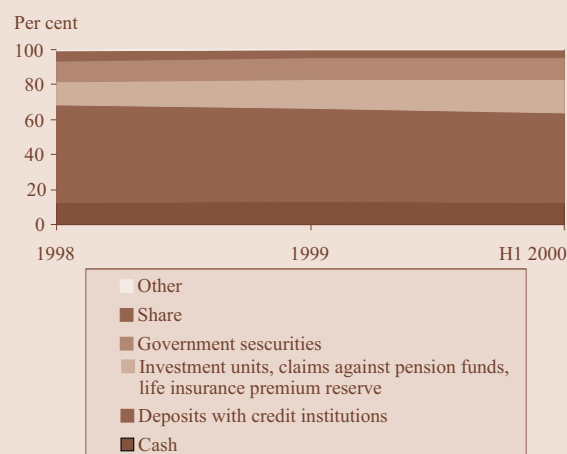 Per cent
100
80
60
40
20
0
1998 1999 H1 2000
Other
Share
Government sescurities
Investment units, claims against pension funds,
life insurance premium reserve
Deposits with credit institutions
Cash